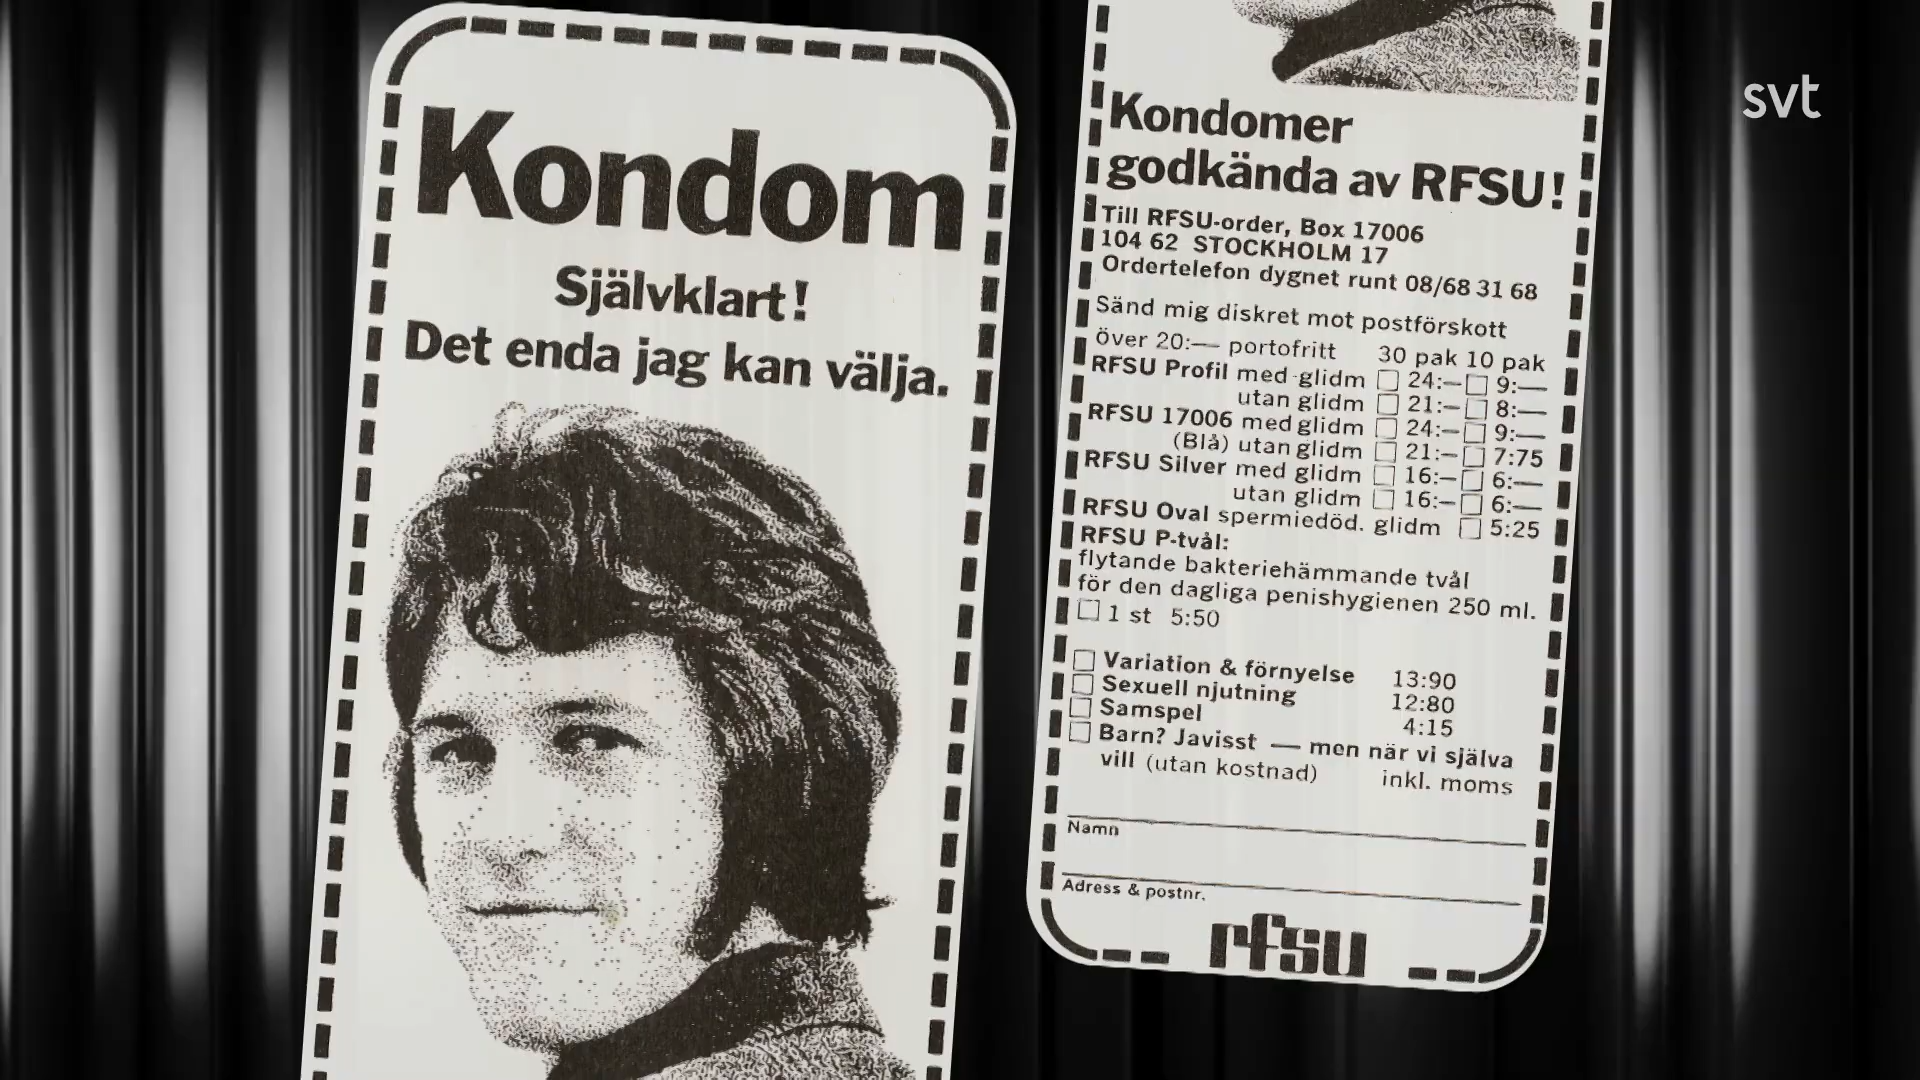 Kondom
Självklart!
Det enda jag kan välja.
svt
Kondomer
godkända av RFSU!
Till RFSU-order, Box 17006
104 62 STOCKHOLM 17
Ordertelefon dygnet runt 08/68 31 68
Sänd mig diskret mot postförskott
över 20:— portofritt 30 pak 10 pak
RFSU Profil med glidm 24:— 9:—
utan glidm 21:— 8:—
RFSU 17006 med glidm 24:— 9:—
(Blå) utan glidm 21:— 7:75
RFSU Silver med glidm 16:— 6:—
utan glidm 16:— 6:—
RFSU Oval spermiedöd. glidm 5:25
RFSU P-tvål:
flytande bakteriehämmande tvål
för den dagliga penishygienen 250 ml.
1 st 5:50
Variation & förnyelse 13:90
Sexuell njutning 12:80
Samspel 4:15
Barn? Javisst — men när vi själva
vill (utan kostnad) inkl. moms
Namn
Adress & postnr.
rfsu